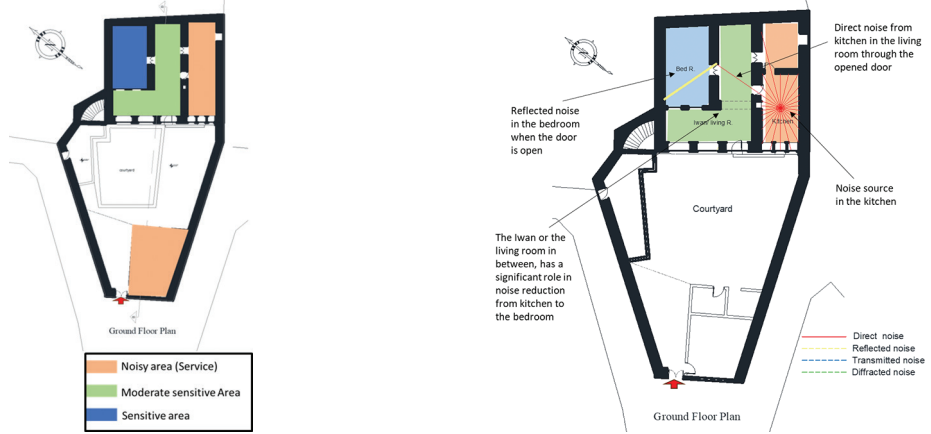 courtyard
Ground Floor Plan
Noisy area (Service)
Moderate sensitive Area
Sensitive area
Direct noise from
kitchen in the living
room through the
opened door
Bed R.
Reflected noise
in the bedroom
when the door
is open
Iwan/ living R.
Kitchen
Noise source
in the kitchen
Courtyard
The Iwan or the
living room in
between, has a
significant role in
noise reduction
from kitchen to
the bedroom
Direct noise
Reflected noise
Transmitted noise
Diffracted noise
Ground Floor Plan